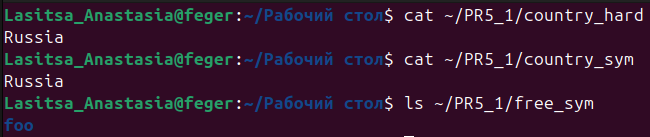 Lasitsa_Anastasia@feger:~/Рабочий стол$ cat ~/PR5_1/country_hard
Russia
Lasitsa_Anastasia@feger:~/Рабочий стол$ cat ~/PR5_1/country_sym
Russia
Lasitsa_Anastasia@feger:~/Рабочий стол$ ls ~/PR5_1/free_sym
foo